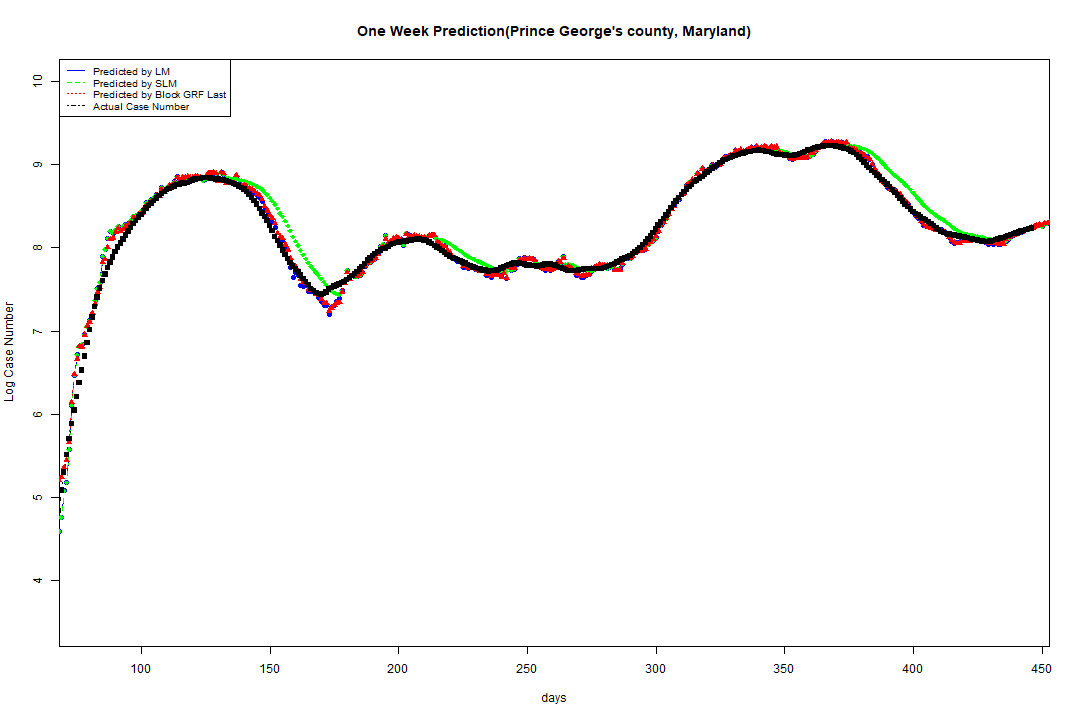 One Week Prediction(Prince George's county, Maryland)
Predicted by LM
Predicted by SLM
Predicted by Block GRF Last
Actual Case Number
Log Case Number
10
9
8
7
6
5
4
100 150 200 250 300 350 400 450
days